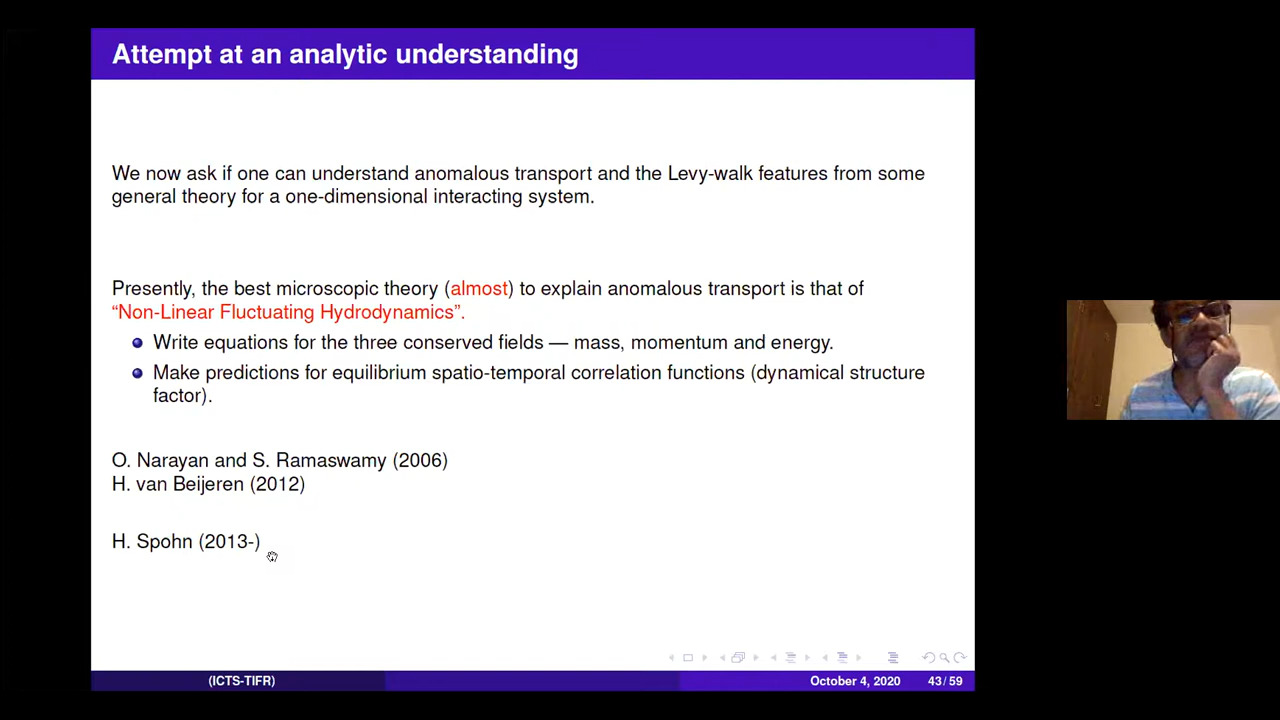 Attempt at an analytic understanding
We now ask if one can understand anomalous transport and the Levy-walk features from some
general theory for a one-dimensional interacting system.
Presently, the best microscopic theory (almost) to explain anomalous transport is that of
“Non-Linear Fluctuating Hydrodynamics”.
Write equations for the three conserved fields — mass, momentum and energy.
Make predictions for equilibrium spatio-temporal correlation functions (dynamical structure
factor).
O. Narayan and S. Ramaswamy (2006)
H. van Beijeren (2012)
H. Spohn (2013-)
(ICTS-TIFR) October 4, 2020 43/59